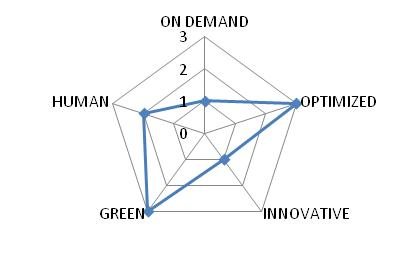 ON DEMAND
3
2
HUMAN
1
OPTIMIZED
0
GREEN
INNOVATIVE